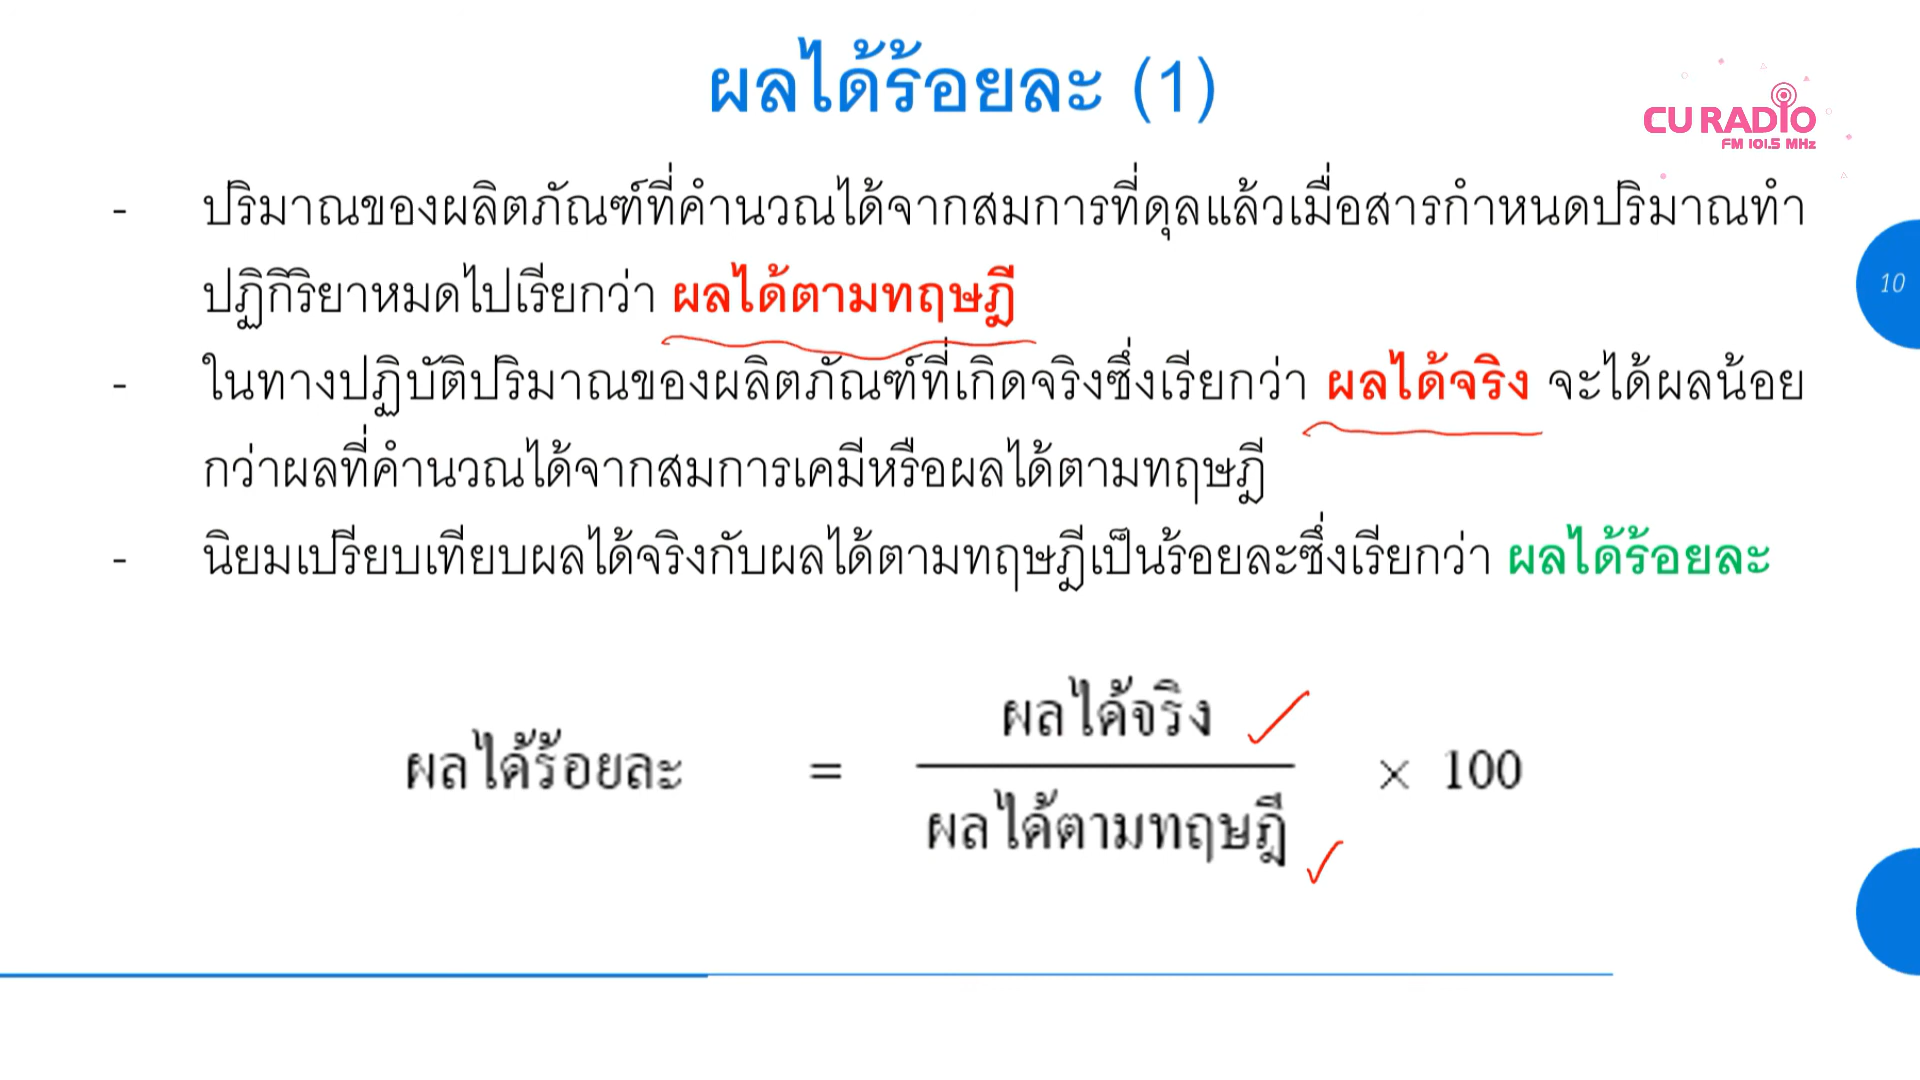 ผลได้ร้อยละ (1)
CU RADIO
FM 101.5 MHz
- ปริมาณของผลิตภัณฑ์ที่คำนวณได้จากสมการที่ดุลแล้วเมื่อสารกำหนดปริมาณทำ
ปฏิกิริยาหมดไปเรียกว่า ผลได้ตามทฤษฎี
10
- ในทางปฏิบัติปริมาณของผลิตภัณฑ์ที่เกิดจริงซึ่งเรียกว่า ผลได้จริง จะได้ผลน้อย
กว่าผลที่คำนวณได้จากสมการเคมีหรือผลได้ตามทฤษฎี
- นิยมเปรียบเทียบผลได้จริงกับผลได้ตามทฤษฎีเป็นร้อยละซึ่งเรียกว่า ผลได้ร้อยละ
ผลได้จริง
ผลได้ร้อยละ = × 100
ผลได้ตามทฤษฎี